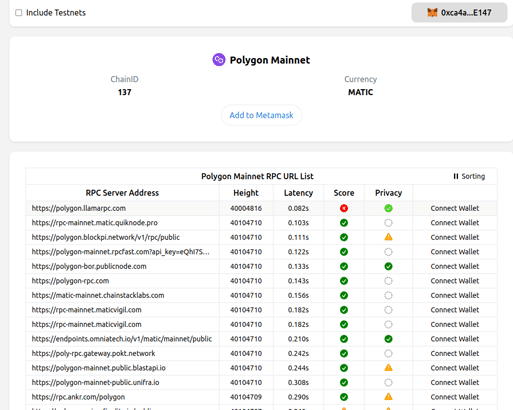 Include Testnets
0xca4a...E147
Polygon Mainnet
ChainID
Currency
137
MATIC
Add to Metamask
Polygon Mainnet RPC URL List
Sorting
RPC Server Address Height Latency Score Privacy
https://polygon.llamarpc.com 40004816 0.082s Connect Wallet
https://rpc-mainnet.matic.quiknode.pro 40104710 0.103s Connect Wallet
https://polygon.blockpi.network/v1/rpc/public 40104710 0.111s Connect Wallet
https://polygon-mainnet.rpcfast.com?api_key=eQhI7S... 40104710 0.122s Connect Wallet
https://polygon-bor.publicnode.com 40104710 0.133s Connect Wallet
https://polygon-rpc.com 40104710 0.143s Connect Wallet
https://matic-mainnet.chainstacklabs.com 40104710 0.156s Connect Wallet
https://rpc-mainnet.maticvigil.com 40104710 0.182s Connect Wallet
https://rpc-mainnet.maticvigil.com 40104710 0.182s Connect Wallet
https://endpoints.omniatech.io/v1/matic/mainnet/public 40104710 0.210s Connect Wallet
https://poly-rpc.gateway.pokt.network 40104710 0.242s Connect Wallet
https://polygon-mainnet.public.blastapi.io 40104710 0.244s Connect Wallet
https://polygon-mainnet-public.unifra.io 40104710 0.308s Connect Wallet
https://rpc.ankr.com/polygon 40104709 0.290s Connect Wallet